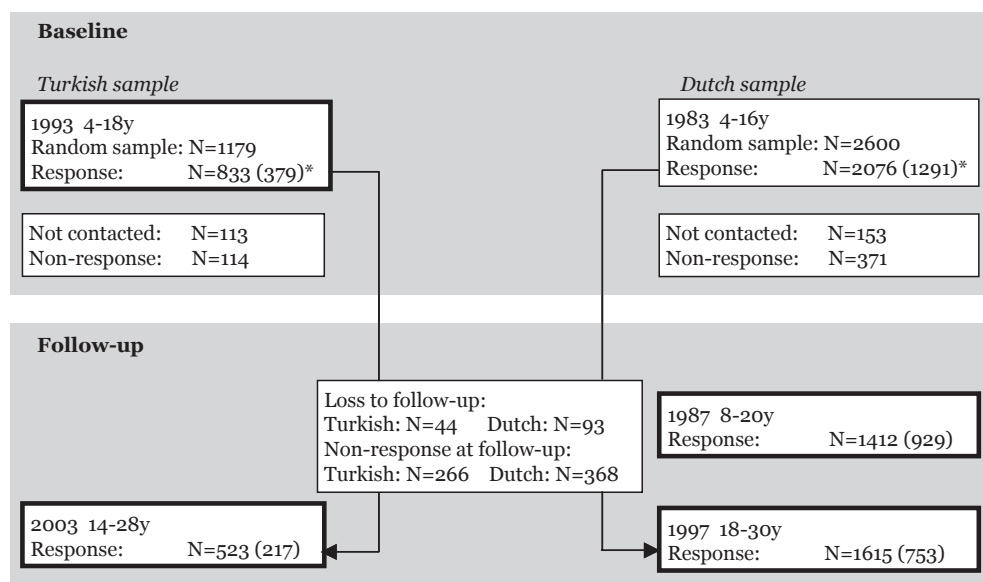 Baseline
Turkish sample
1993 4-18y
Random sample: N=1179
Response: N=833 (379)*
Not contacted: N=113
Non-response: N=114
Dutch sample
1983 4-16y
Random sample: N=2600
Response: N=2076 (1291)*
Not contacted: N=153
Non-response: N=371
Follow-up
Loss to follow-up:
Turkish: N=44 Dutch: N=93
Non-response at follow-up:
Turkish: N=266 Dutch: N=368
1987 8-20y
Response: N=1412 (929)
2003 14-28y
Response: N=523 (217)
1997 18-30y
Response: N=1615 (753)